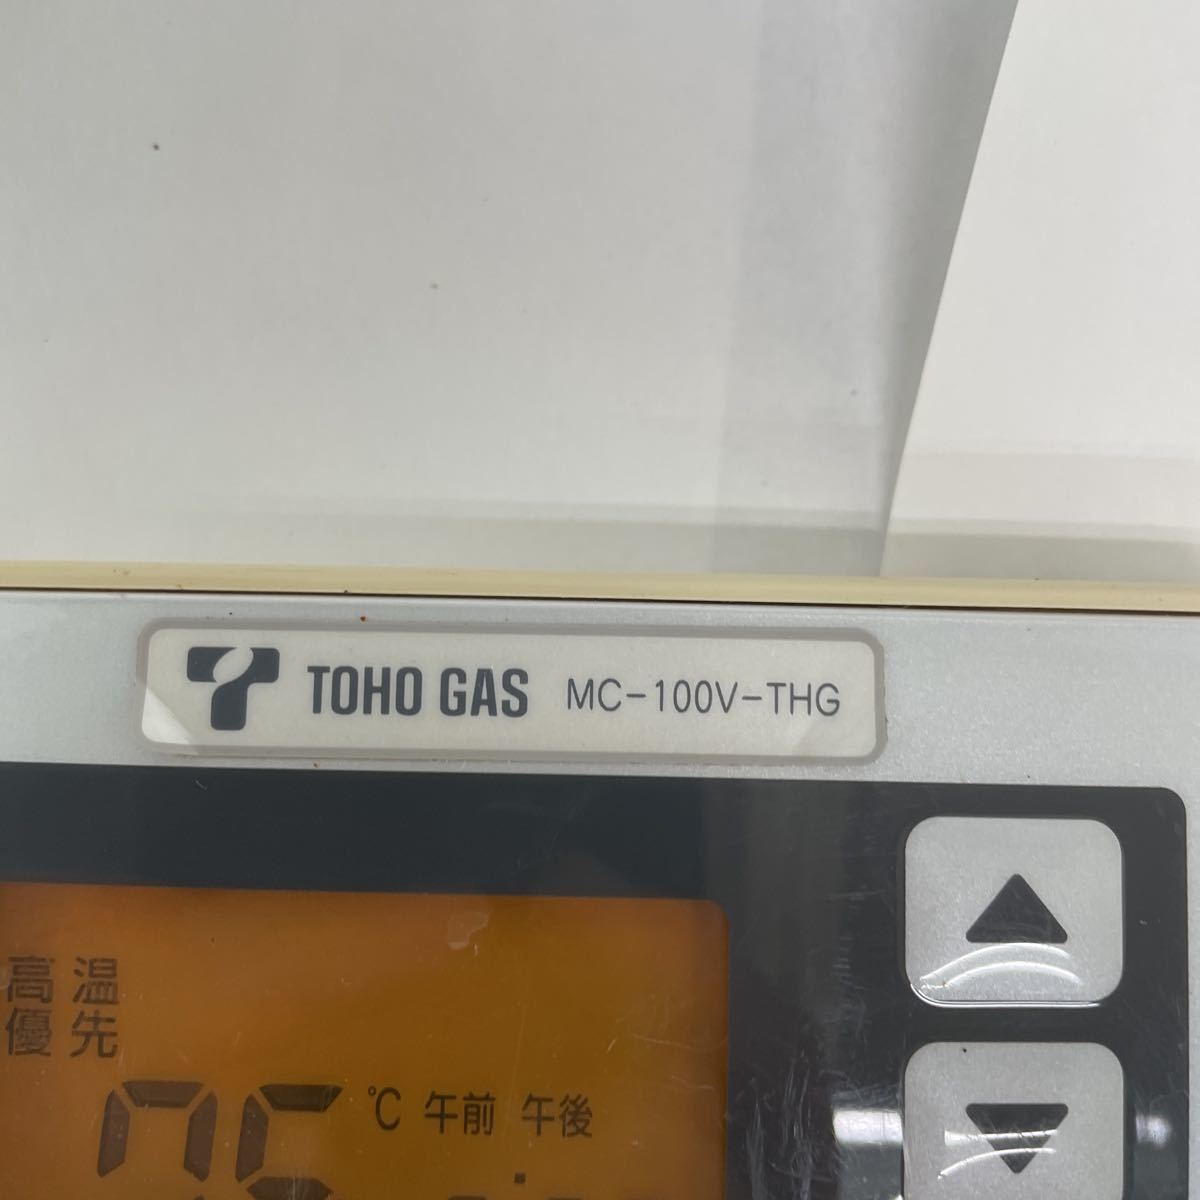 TOHO GAS MC-100V-THG
高温
優先
℃ 午前 午後